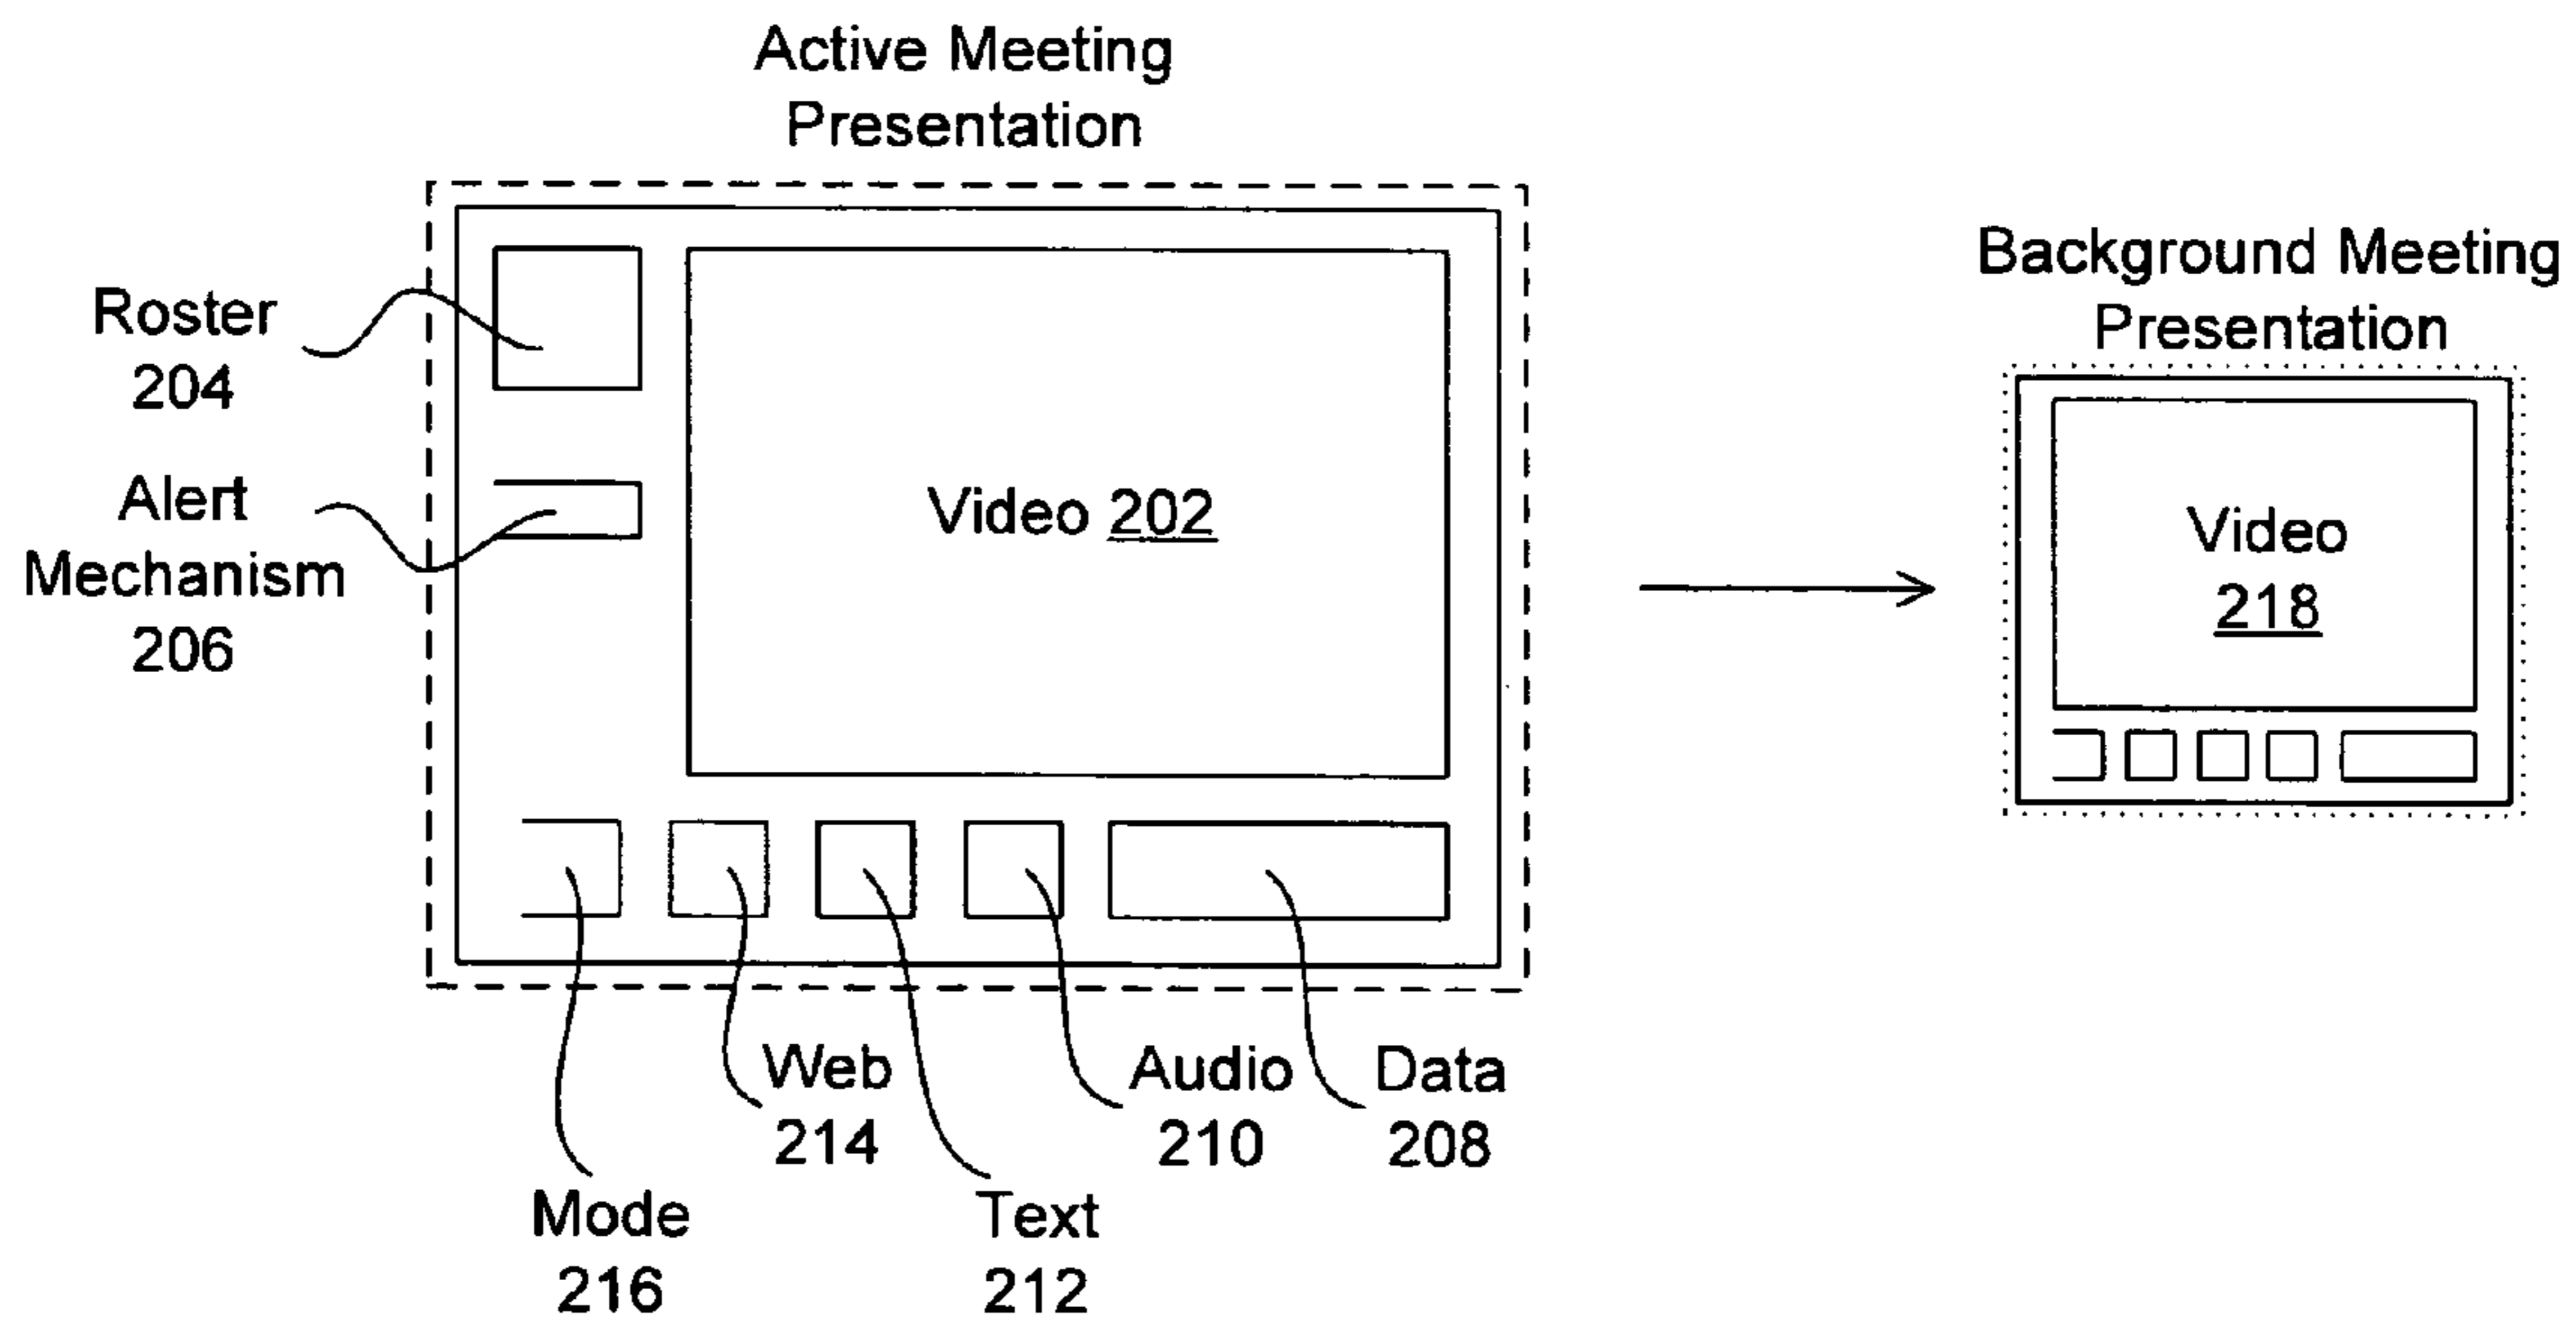 Active Meeting
Presentation
Background Meeting
Presentation
Roster
204
Alert
Mechanism
206
Video 202
Video
218
Web
214
Audio
210
Data
208
Mode
216
Text
212